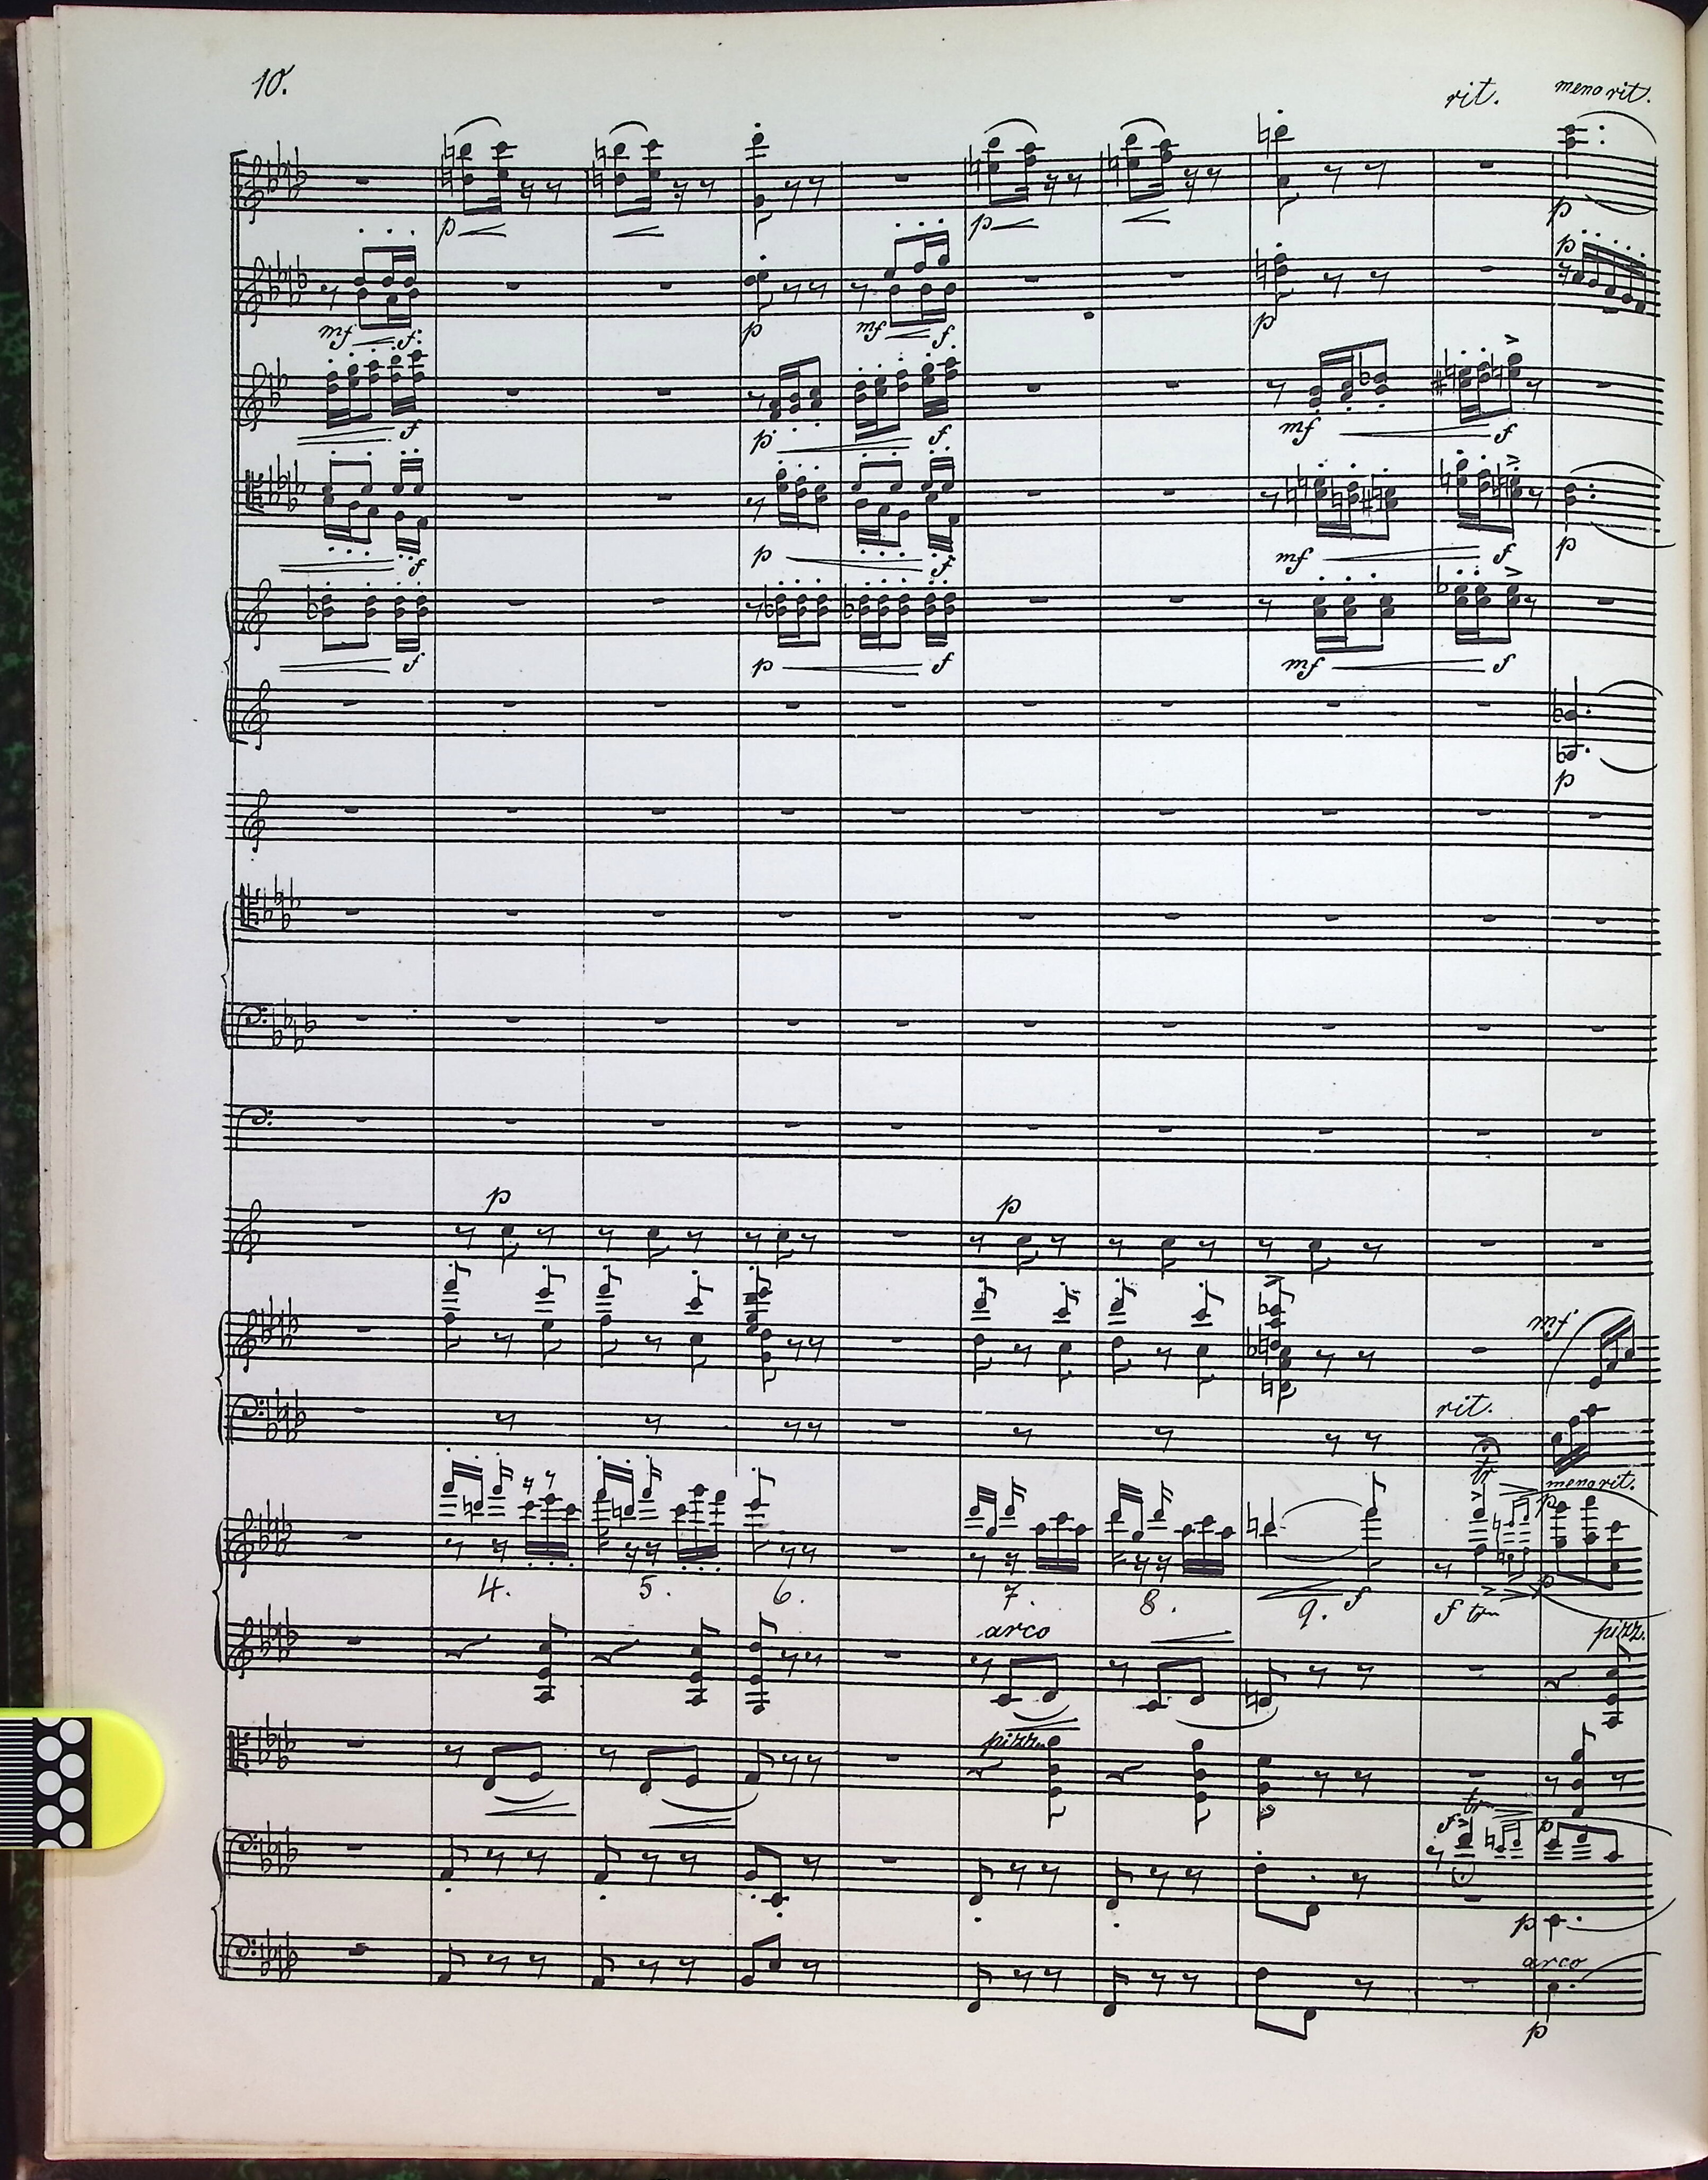 10.
rit. meno rit.
p p
p
mf f p mf f p
f p f mf f
f p f mf f p
f p f mf f
p
p p
mf
rit.
tr meno rit.
p
4. 5. 6. 7. 8. 9. f f tr p
arco pizz.
pizz.
f tr p
p
arco
p